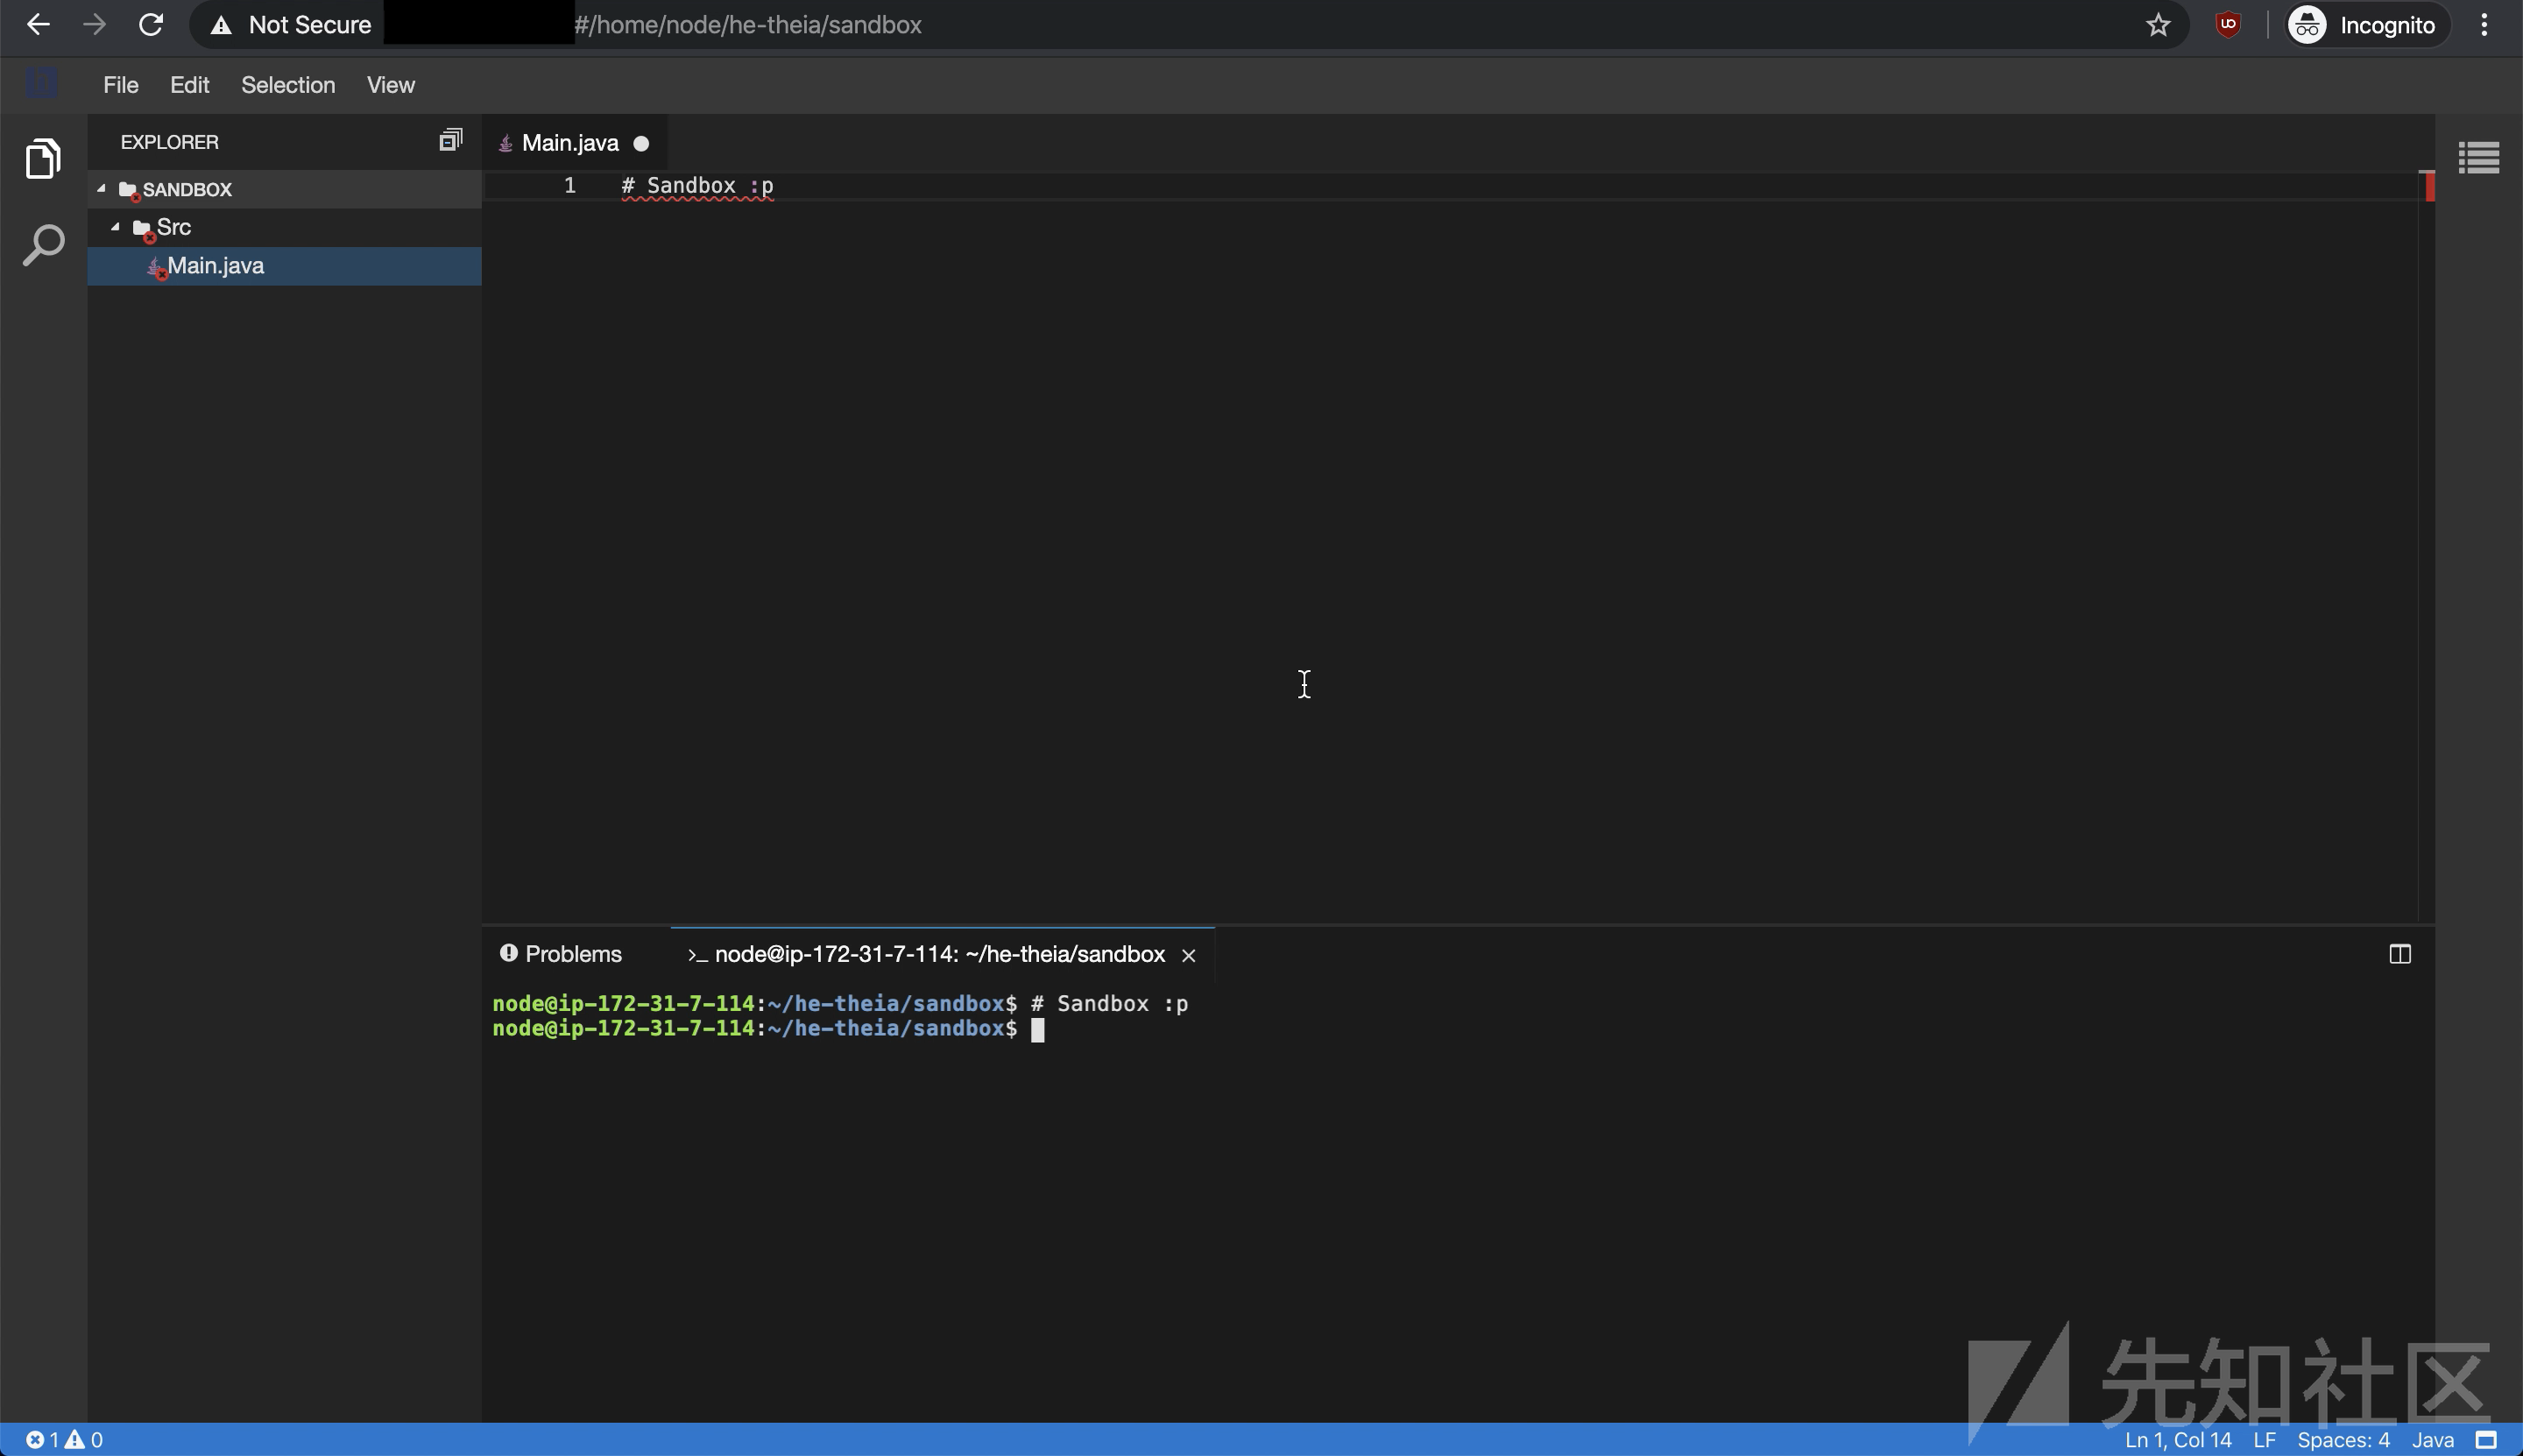 Not Secure #/home/node/he-theia/sandbox Incognito
File Edit Selection View
EXPLORER
SANDBOX
Src
Main.java
Main.java
1 # Sandbox :p
Problems
>_ node@ip-172-31-7-114: ~/he-theia/sandbox
node@ip-172-31-7-114:~/he-theia/sandbox$ # Sandbox :p
node@ip-172-31-7-114:~/he-theia/sandbox$
先知社区
1 0 Ln 1, Col 14 LF Spaces: 4 Java